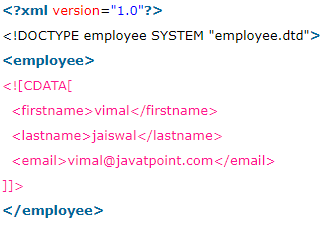 <?xml version="1.0"?>
<!DOCTYPE employee SYSTEM "employee.dtd">
<employee>
<![CDATA[
  <firstname>vimal</firstname>
  <lastname>jaiswal</lastname>
  <email>vimal@javatpoint.com</email>
]]>
</employee>